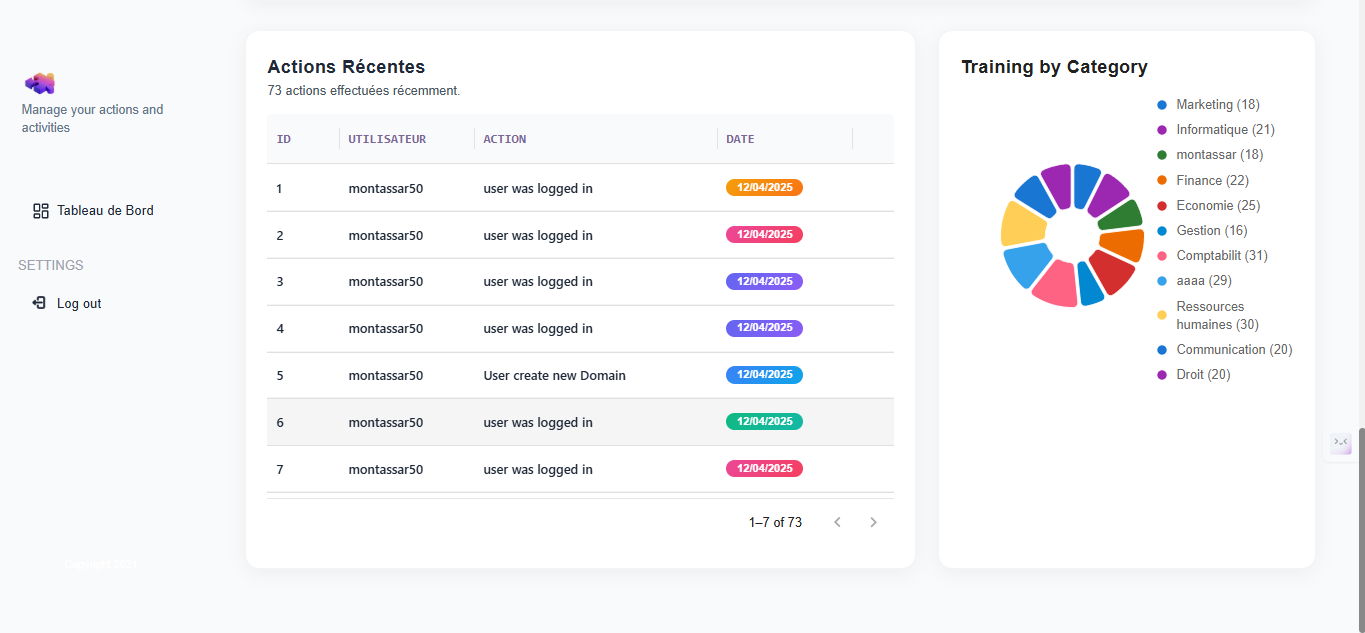 Manage your actions and
activities
Tableau de Bord
SETTINGS
Log out
Actions Récentes
73 actions effectuées récemment.
ID UTILISATEUR ACTION DATE
1 montassar50 user was logged in 12/04/2025
2 montassar50 user was logged in 12/04/2025
3 montassar50 user was logged in 12/04/2025
4 montassar50 user was logged in 12/04/2025
5 montassar50 User create new Domain 12/04/2025
6 montassar50 user was logged in 12/04/2025
7 montassar50 user was logged in 12/04/2025
1–7 of 73
Training by Category
Marketing (18)
Informatique (21)
montassar (18)
Finance (22)
Economie (25)
Gestion (16)
Comptabilit (31)
aaaa (29)
Ressources
humaines (30)
Communication (20)
Droit (20)